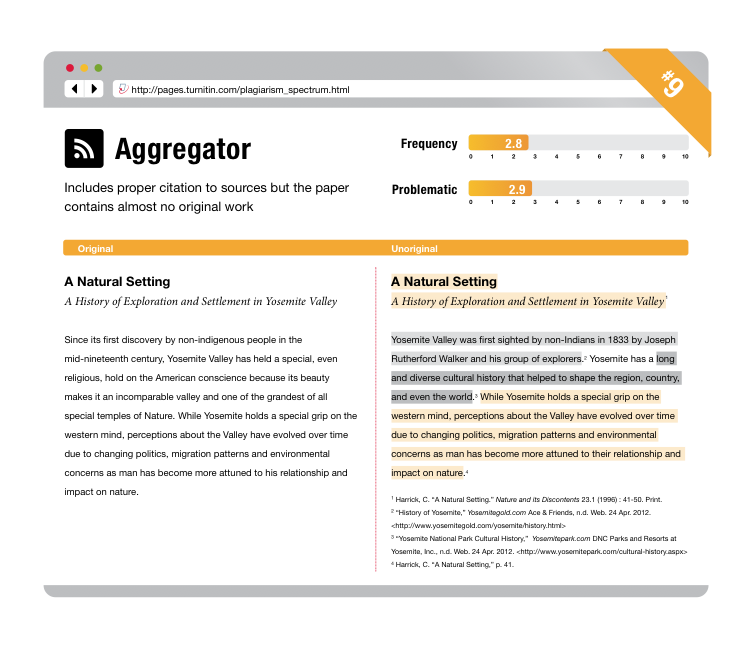 http://pages.turnitin.com/plagiarism_spectrum.html
#9
Aggregator
Includes proper citation to sources but the paper
contains almost no original work
Frequency
2.8
0 1 2 3 4 5 6 7 8 9 10
Problematic
2.9
0 1 2 3 4 5 6 7 8 9 10
Original
A Natural Setting
A History of Exploration and Settlement in Yosemite Valley
Since its first discovery by non-indigenous people in the
mid-nineteenth century, Yosemite Valley has held a special, even
religious, hold on the American conscience because its beauty
makes it an incomparable valley and one of the grandest of all
special temples of Nature. While Yosemite holds a special grip on the
western mind, perceptions about the Valley have evolved over time
due to changing politics, migration patterns and environmental
concerns as man has become more attuned to his relationship and
impact on nature.
Unoriginal
A Natural Setting
A History of Exploration and Settlement in Yosemite Valley¹
Yosemite Valley was first sighted by non-Indians in 1833 by Joseph
Rutherford Walker and his group of explorers.² Yosemite has a long
and diverse cultural history that helped to shape the region, country,
and even the world.³ While Yosemite holds a special grip on the
western mind, perceptions about the Valley have evolved over time
due to changing politics, migration patterns and environmental
concerns as man has become more attuned to their relationship and
impact on nature.⁴
¹ Harrick, C. “A Natural Setting.” Nature and its Discontents 23.1 (1996) : 41-50. Print.
² “History of Yosemite,” Yosemitegold.com Ace & Friends, n.d. Web. 24 Apr. 2012.
<http://www.yosemitegold.com/yosemite/history.html>
³ “Yosemite National Park Cultural History,” Yosemitepark.com DNC Parks and Resorts at
Yosemite, Inc., n.d. Web. 24 Apr. 2012. <http://www.yosemitepark.com/cultural-history.aspx>
⁴ Harrick, C. “A Natural Setting,” p. 41.